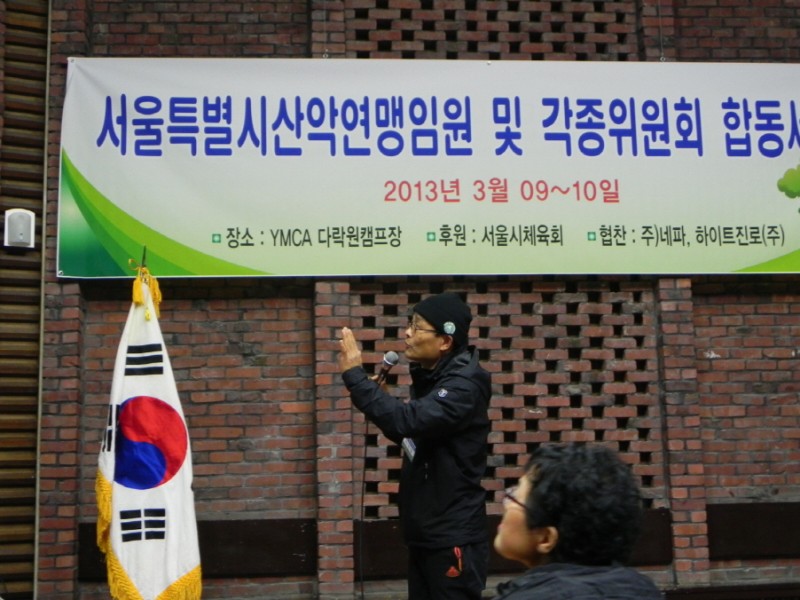 서울특별시산악연맹임원 및 각종위원회 합동
2013년 3월 09~10일
장소 : YMCA 다락원캠프장 후원 : 서울시체육회 협찬 : 주)네파, 하이트진로(주)